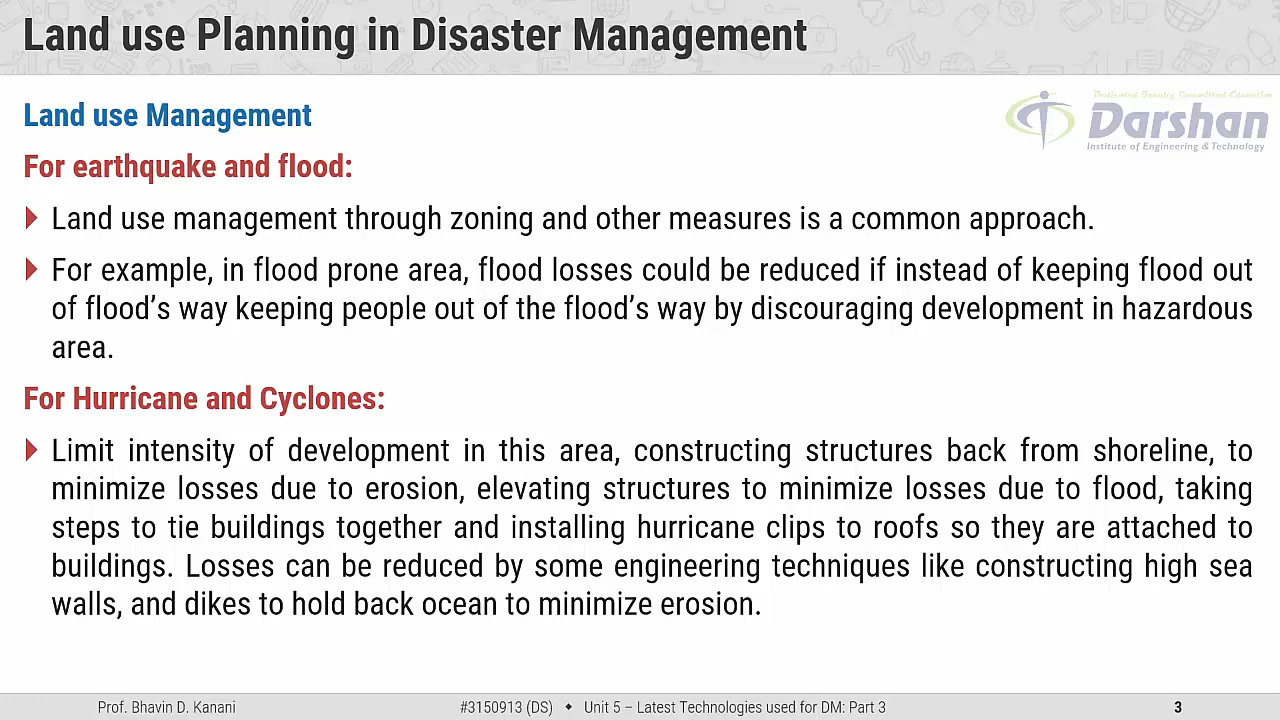 Land use Planning in Disaster Management
Dedicated Faculty, Committed Education
Darshan
Institute of Engineering & Technology
Land use Management
For earthquake and flood:
Land use management through zoning and other measures is a common approach.
For example, in flood prone area, flood losses could be reduced if instead of keeping flood out
of flood’s way keeping people out of the flood’s way by discouraging development in hazardous
area.
For Hurricane and Cyclones:
Limit intensity of development in this area, constructing structures back from shoreline, to
minimize losses due to erosion, elevating structures to minimize losses due to flood, taking
steps to tie buildings together and installing hurricane clips to roofs so they are attached to
buildings. Losses can be reduced by some engineering techniques like constructing high sea
walls, and dikes to hold back ocean to minimize erosion.
Prof. Bhavin D. Kanani #3150913 (DS) ◆ Unit 5 – Latest Technologies used for DM: Part 3 3